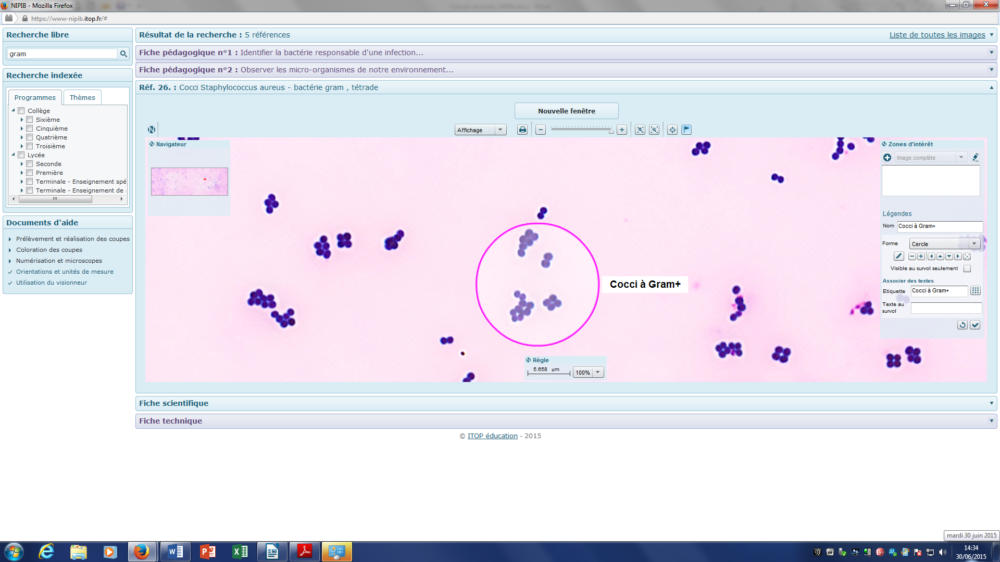 NIPIB - Mozilla Firefox
https://www-nipib.itop.fr/#
Recherche libre
gram
Recherche indexée
Programmes
Thèmes
Collège
Sixième
Cinquième
Quatrième
Troisième
Lycée
Seconde
Première
Terminale - Enseignement spé
Terminale - Enseignement de
Documents d'aide
Prélèvement et réalisation des coupes
Coloration des coupes
Numérisation et microscopes
Orientations et unités de mesure
Utilisation du visionneur
Résultat de la recherche : 5 références
Liste de toutes les images
Fiche pédagogique n°1 : Identifier la bactérie responsable d'une infection...
Fiche pédagogique n°2 : Observer les micro-organismes de notre environnement...
Réf. 26. : Cocci Staphylococcus aureus - bactérie gram , tétrade
Nouvelle fenêtre
Affichage
Navigateur
Cocci à Gram+
Règle
5.658 µm
100%
Zones d'intérêt
Image complète
Légendes
Nom Cocci à Gram+
Forme Cercle
Visible au survol seulement
Associer des textes
Etiquette Cocci à Gram+
Texte au
survol
Fiche scientifique
Fiche technique
© ITOP éducation - 2015
mardi 30 juin 2015
14:34
30/06/2015